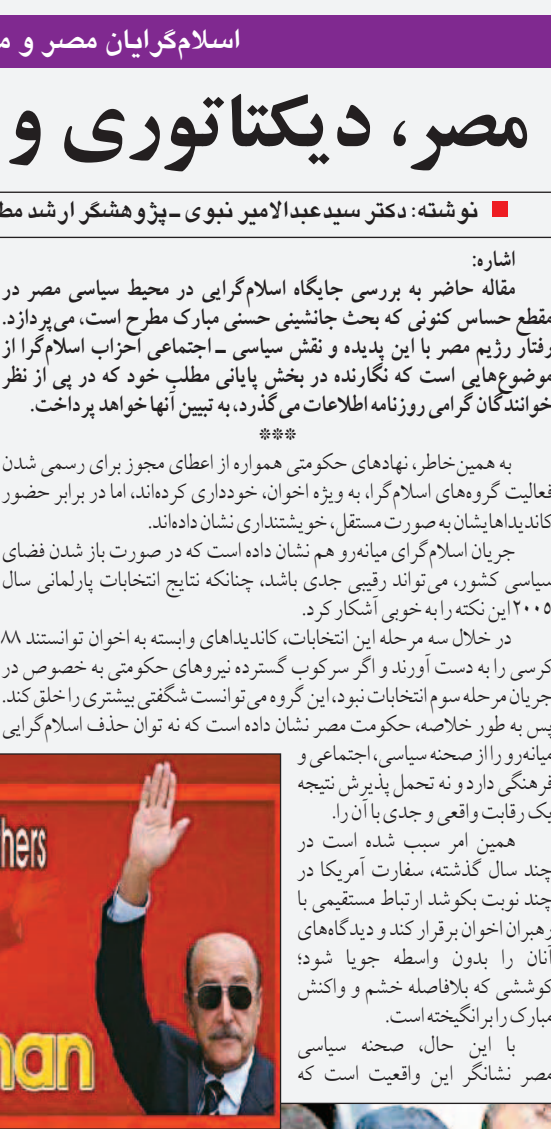 اسلام‌گرایان مصر و
مصر، دیکتاتوری و
نوشته: دکتر سیدعبدالامیر نبوی ـ پژوهشگر ارشد
اشاره:
مقاله حاضر به بررسی جایگاه اسلام‌گرایی در محیط سیاسی مصر در
مقطع حساس کنونی که بحث جانشینی حسنی مبارک مطرح است، می‌پردازد.
رفتار رژیم مصر با این پدیده و نقش سیاسی ـ اجتماعی احزاب اسلام‌گرا از
موضوع‌هایی است که نگارنده در بخش پایانی مطلب خود که در پی از نظر
خوانندگان گرامی روزنامه اطلاعات می‌گذرد، به تبیین آنها خواهد پرداخت.
***
به همین‌خاطر، نهادهای حکومتی همواره از اعطای مجوز برای رسمی شدن
فعالیت گروه‌های اسلام‌گرا، به ویژه اخوان، خودداری کرده‌اند، اما در برابر حضور
کاندیداهایشان به صورت مستقل، خویشتنداری نشان داده‌اند.
جریان اسلام‌گرای میانه‌رو هم نشان داده است که در صورت باز شدن فضای
سیاسی کشور، می‌تواند رقیبی جدی باشد، چنانکه نتایج انتخابات پارلمانی سال
۲۰۰۵ این نکته را به خوبی آشکار کرد.
در خلال سه مرحله این انتخابات، کاندیداهای وابسته به اخوان توانستند ۸۸
کرسی را به دست آورند و اگر سرکوب گسترده نیروهای حکومتی به خصوص در
جریان مرحله سوم انتخابات نبود، این گروه می‌توانست شگفتی بیشتری را خلق کند.
پس به طور خلاصه، حکومت مصر نشان داده است که نه توان حذف اسلام‌گرایی
میانه‌رو را از صحنه سیاسی، اجتماعی و
فرهنگی دارد و نه تحمل پذیرش نتیجه
یک رقابت واقعی و جدی با آن را.
همین امر سبب شده است در
چند سال گذشته، سفارت آمریکا در
چند نوبت بکوشد ارتباط مستقیمی با
رهبران اخوان برقرار کند و دیدگاه‌های
آنان را بدون واسطه جویا شود؛
کوششی که بلافاصله خشم و واکنش
مبارک را برانگیخته است.
با این حال، صحنه سیاسی
مصر نشانگر این واقعیت است که
hers
nan